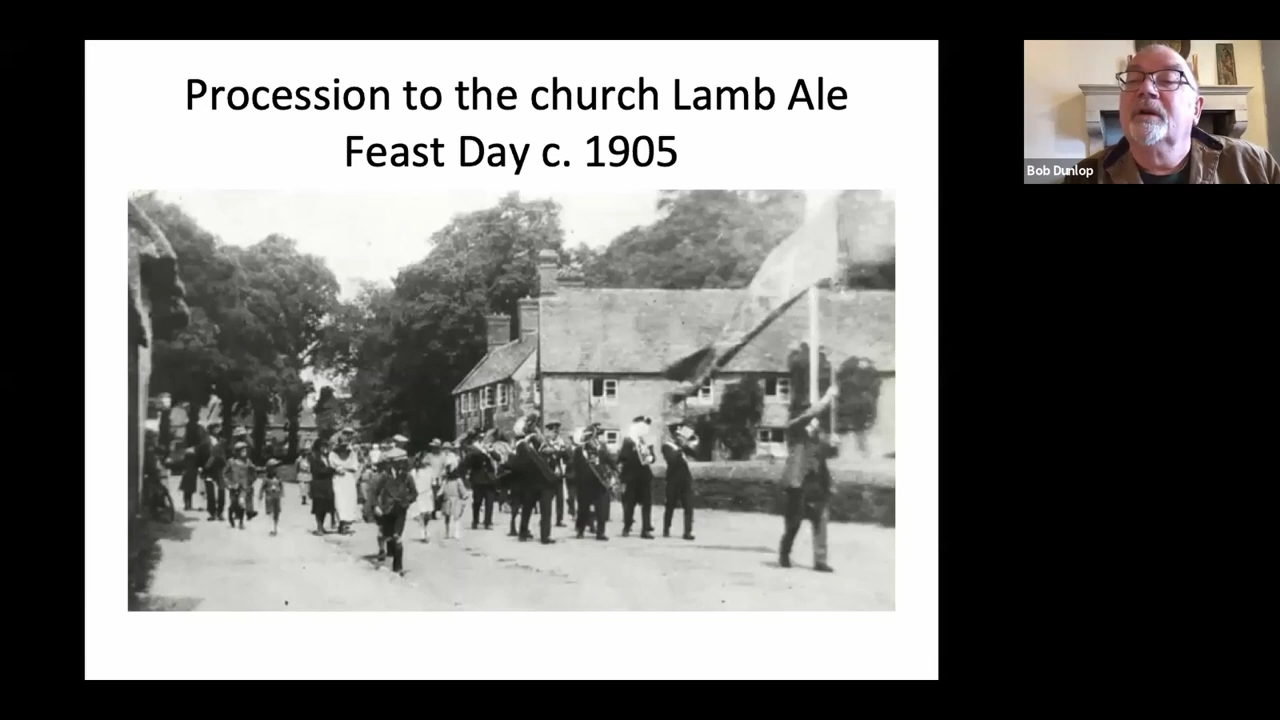 Procession to the church Lamb Ale
Feast Day c. 1905
Bob Dunlop